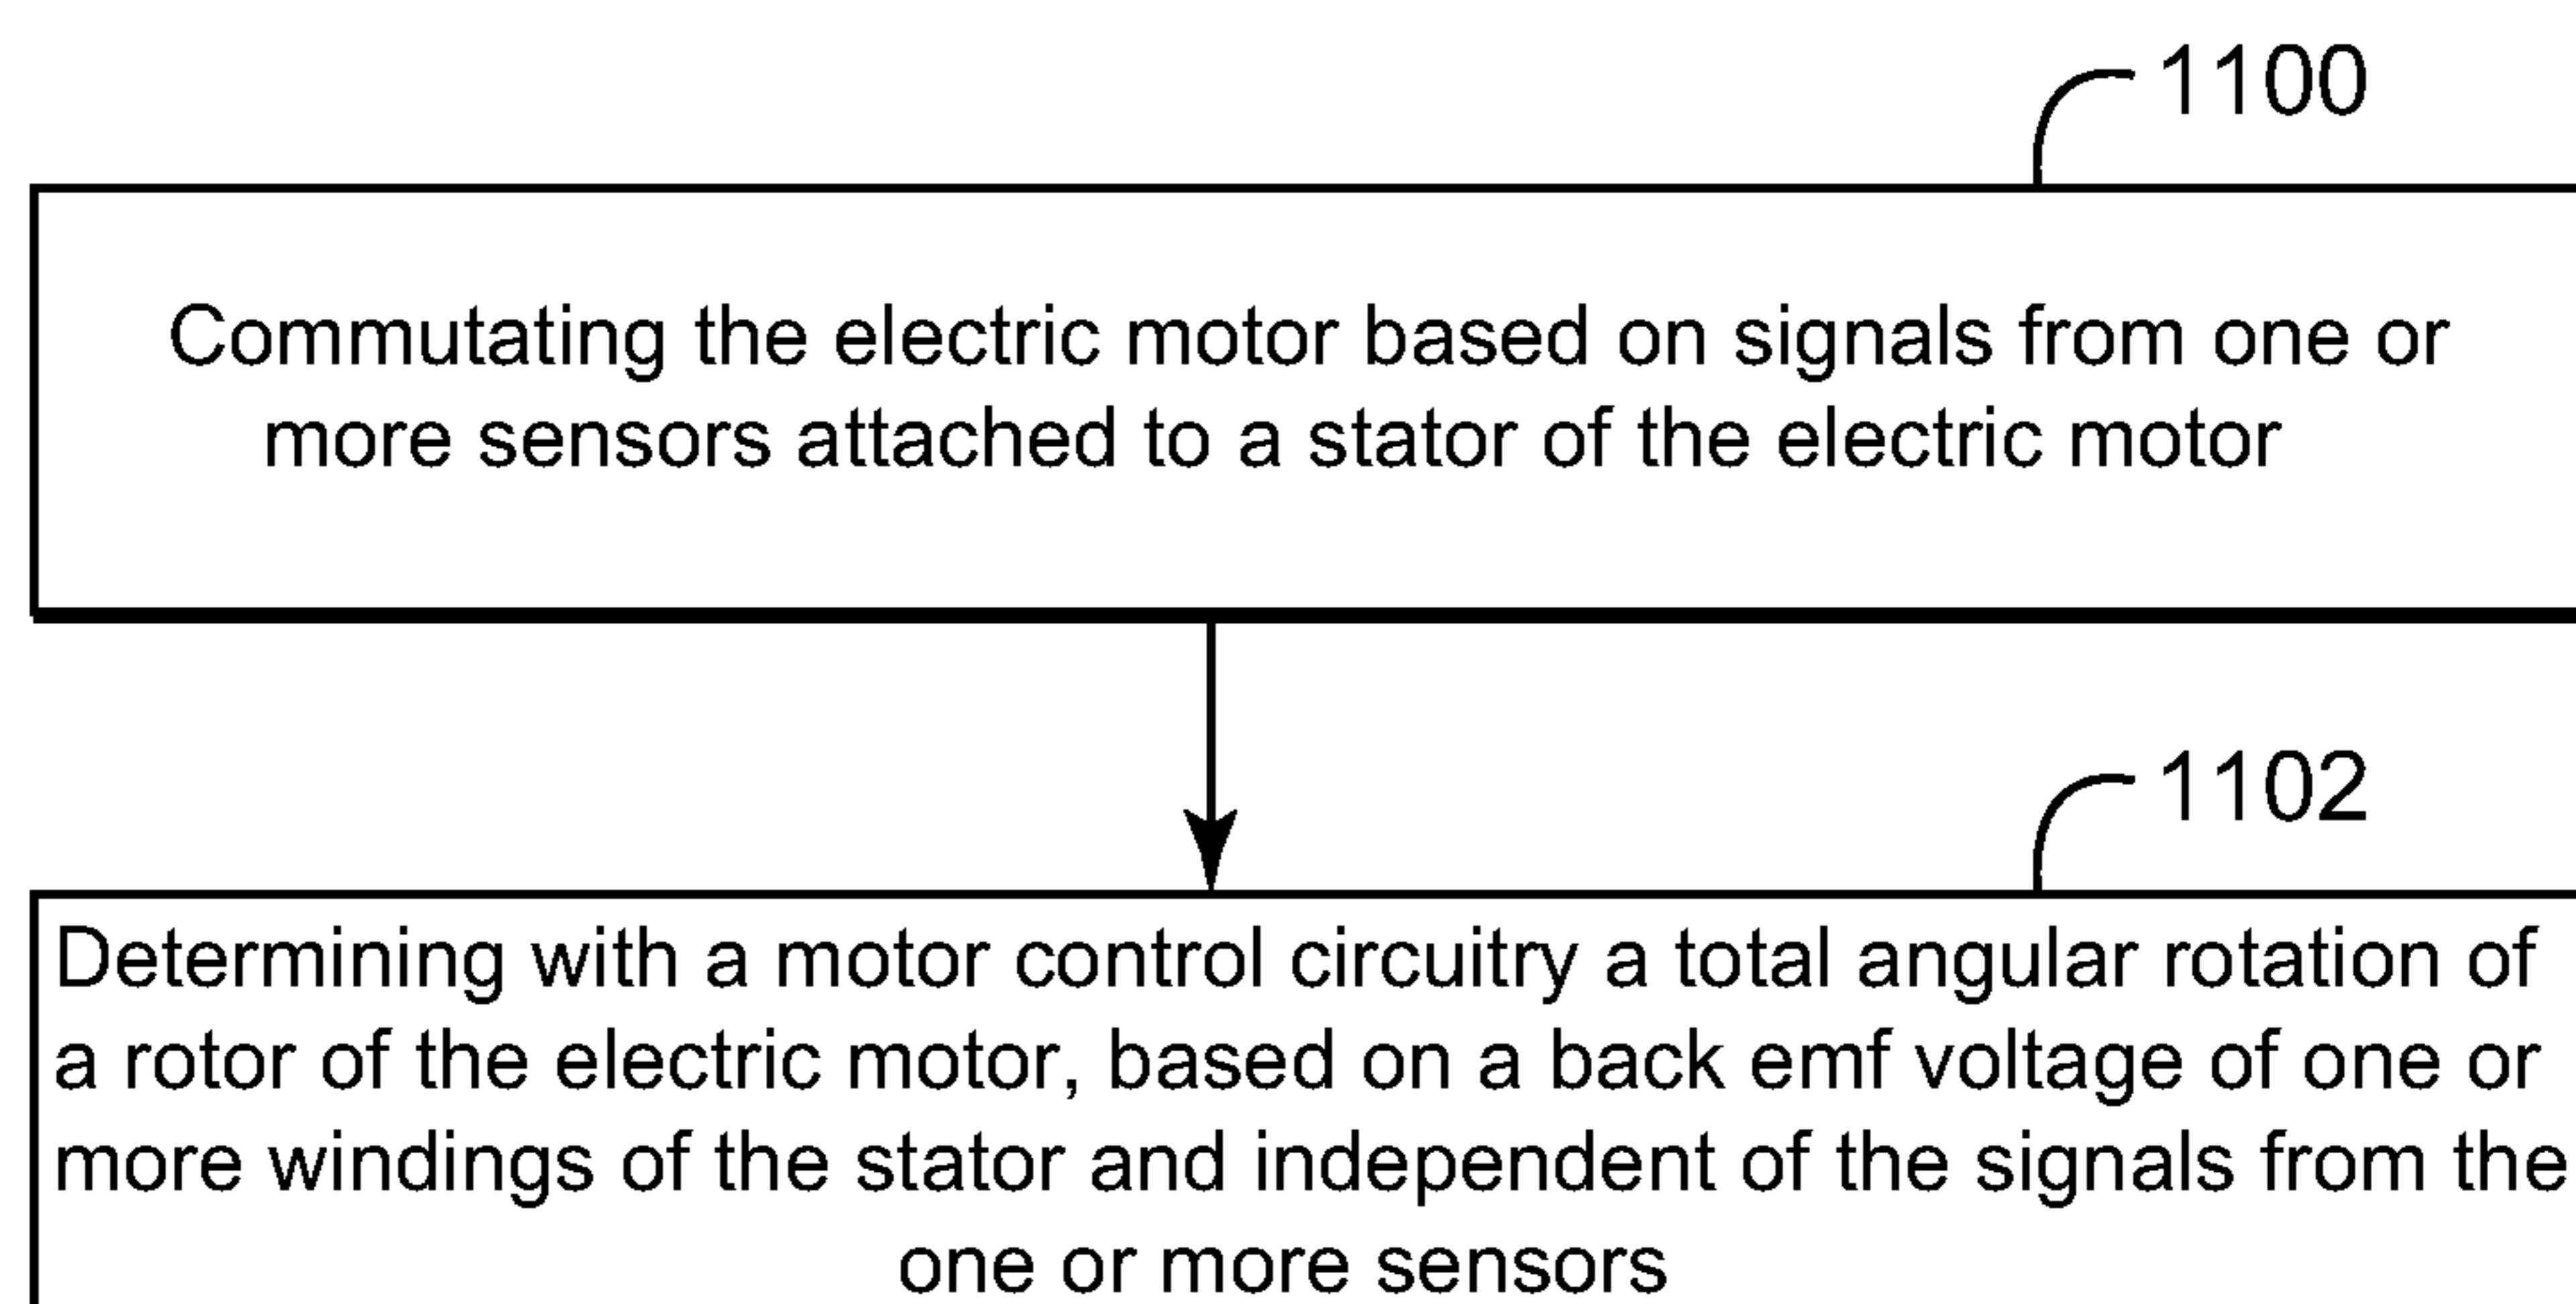 1100
Commutating the electric motor based on signals from one or
more sensors attached to a stator of the electric motor
1102
Determining with a motor control circuitry a total angular rotation of
a rotor of the electric motor, based on a back emf voltage of one or
more windings of the stator and independent of the signals from the
one or more sensors